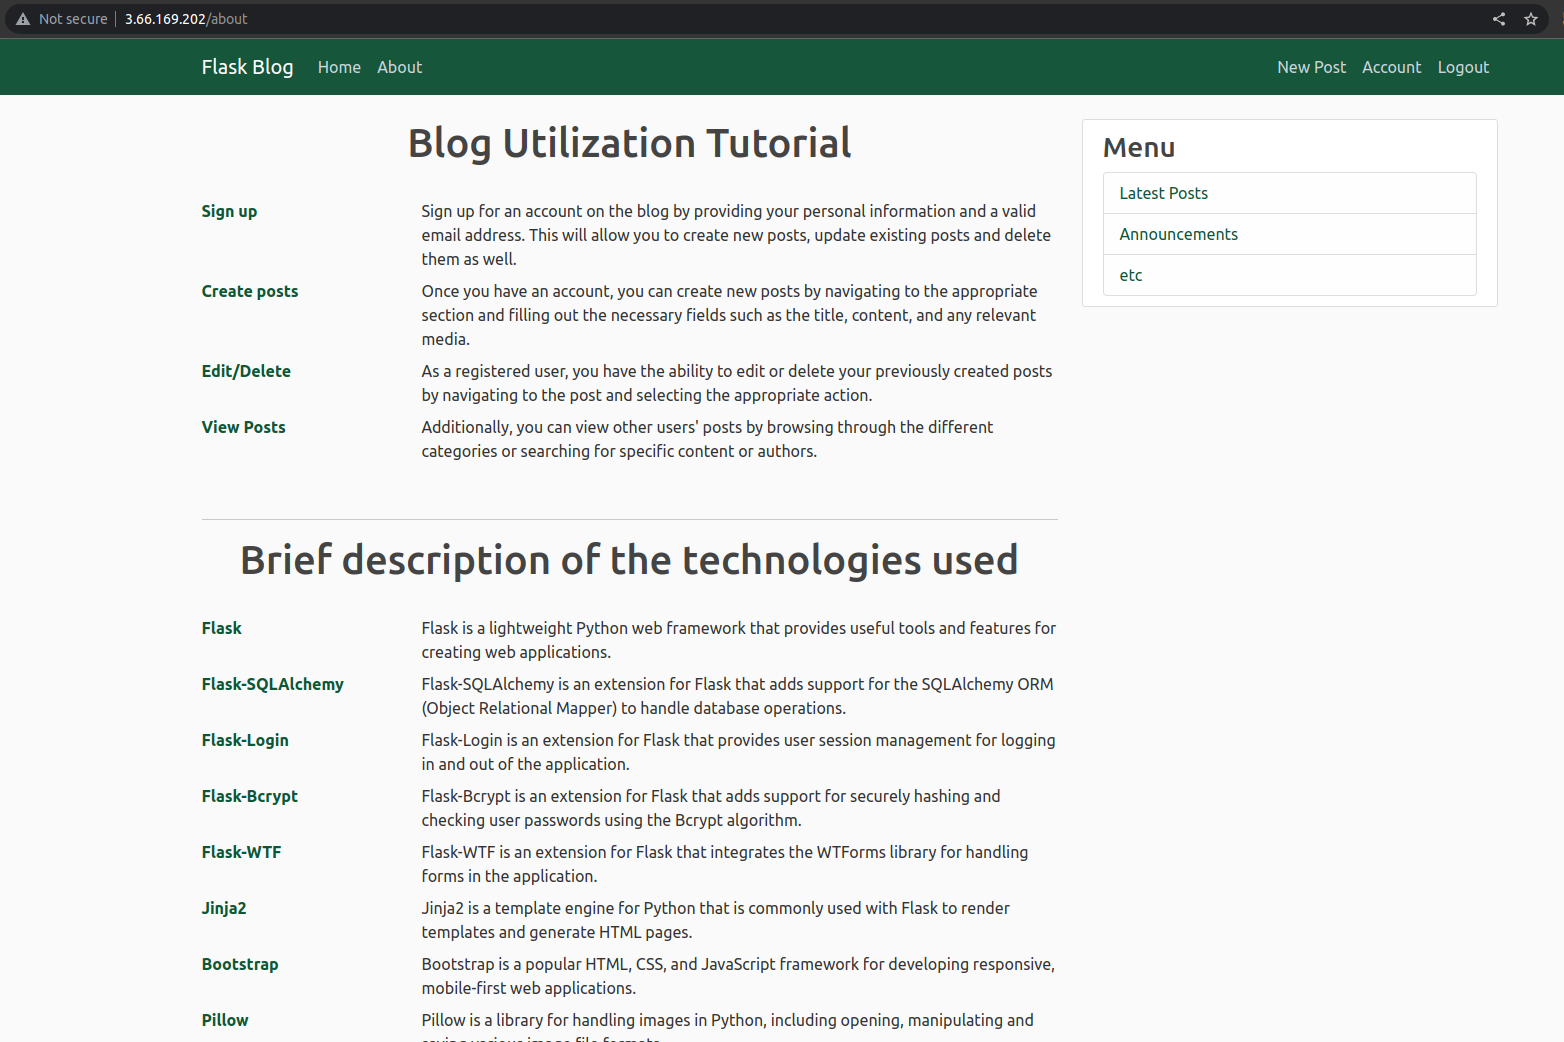 Not secure 3.66.169.202/about
Flask Blog Home About New Post Account Logout
Blog Utilization Tutorial
Sign up
Sign up for an account on the blog by providing your personal information and a valid
email address. This will allow you to create new posts, update existing posts and delete
them as well.
Create posts
Once you have an account, you can create new posts by navigating to the appropriate
section and filling out the necessary fields such as the title, content, and any relevant
media.
Edit/Delete
As a registered user, you have the ability to edit or delete your previously created posts
by navigating to the post and selecting the appropriate action.
View Posts
Additionally, you can view other users' posts by browsing through the different
categories or searching for specific content or authors.
Menu
Latest Posts
Announcements
etc
Brief description of the technologies used
Flask
Flask is a lightweight Python web framework that provides useful tools and features for
creating web applications.
Flask-SQLAlchemy
Flask-SQLAlchemy is an extension for Flask that adds support for the SQLAlchemy ORM
(Object Relational Mapper) to handle database operations.
Flask-Login
Flask-Login is an extension for Flask that provides user session management for logging
in and out of the application.
Flask-Bcrypt
Flask-Bcrypt is an extension for Flask that adds support for securely hashing and
checking user passwords using the Bcrypt algorithm.
Flask-WTF
Flask-WTF is an extension for Flask that integrates the WTForms library for handling
forms in the application.
Jinja2
Jinja2 is a template engine for Python that is commonly used with Flask to render
templates and generate HTML pages.
Bootstrap
Bootstrap is a popular HTML, CSS, and JavaScript framework for developing responsive,
mobile-first web applications.
Pillow
Pillow is a library for handling images in Python, including opening, manipulating and
saving various image file formats.